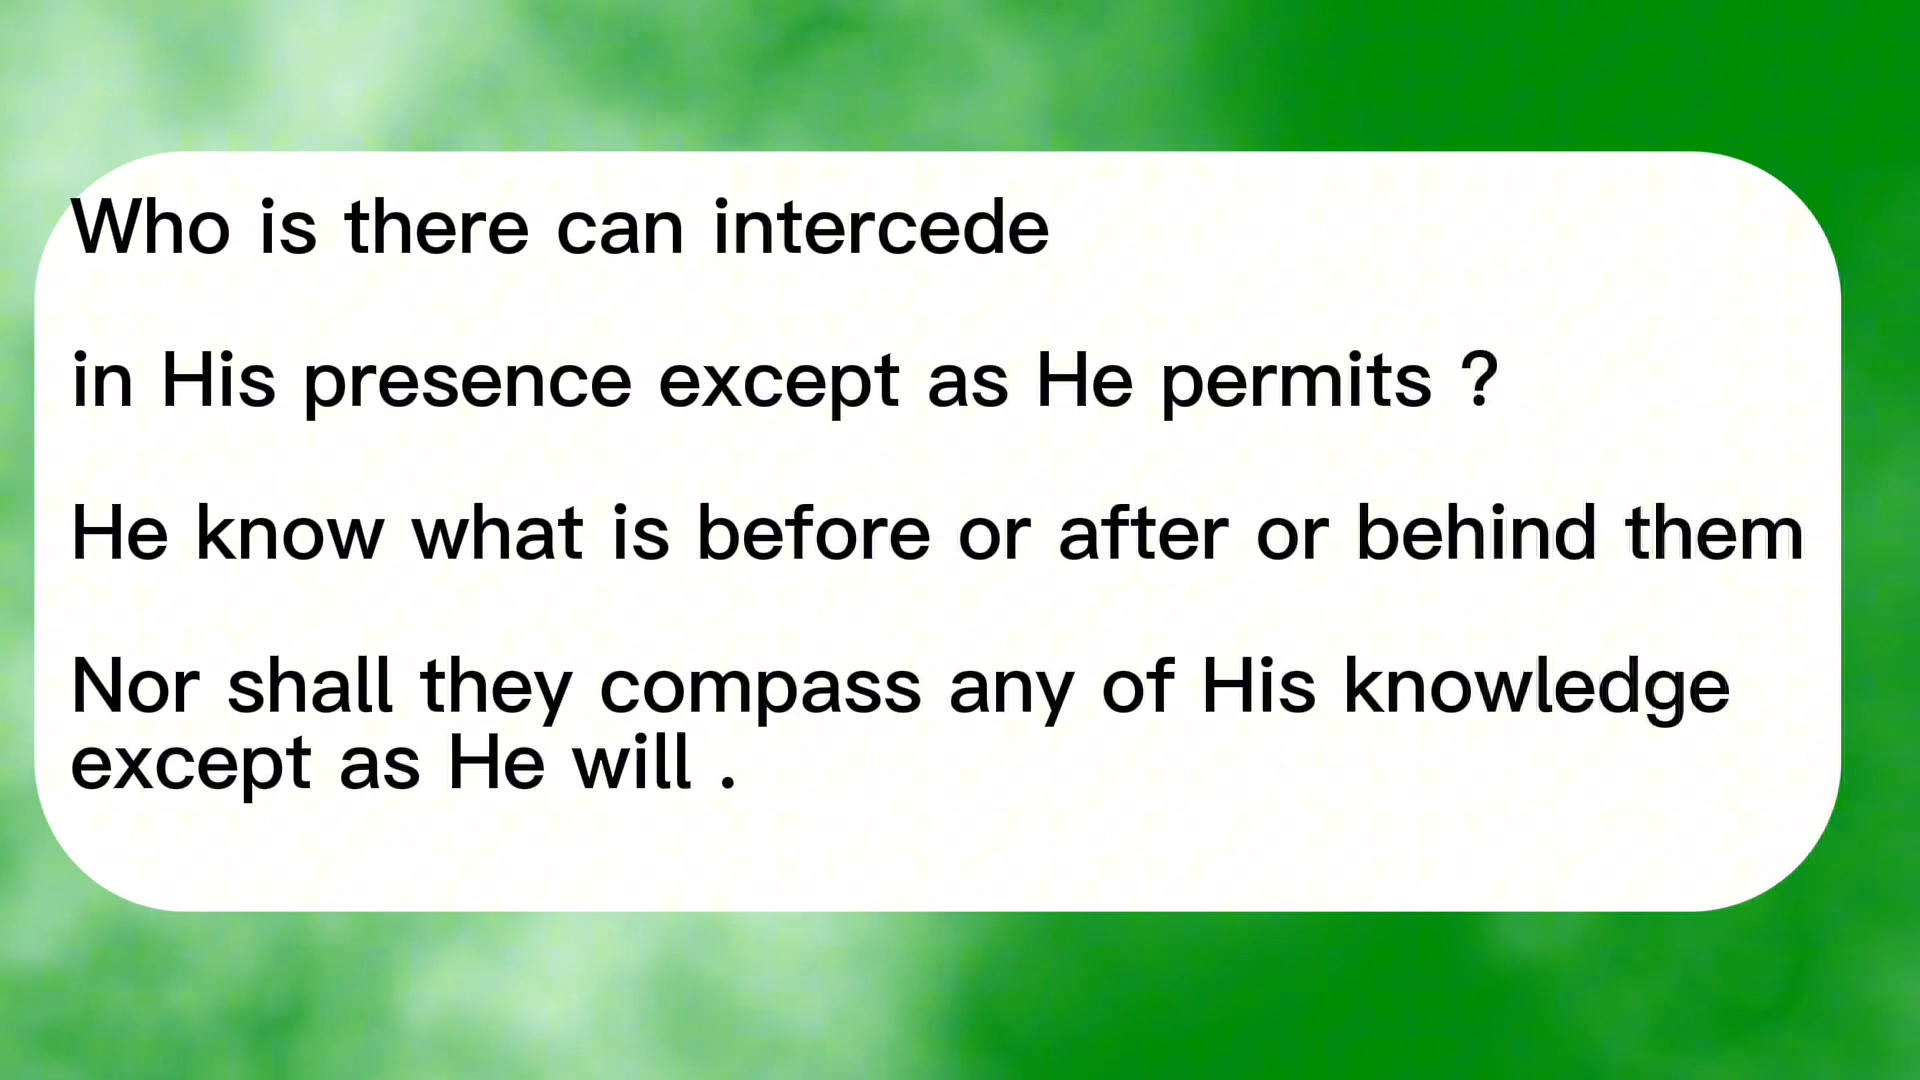 Who is there can intercede
in His presence except as He permits ?
He know what is before or after or behind them
Nor shall they compass any of His knowledge
except as He will .